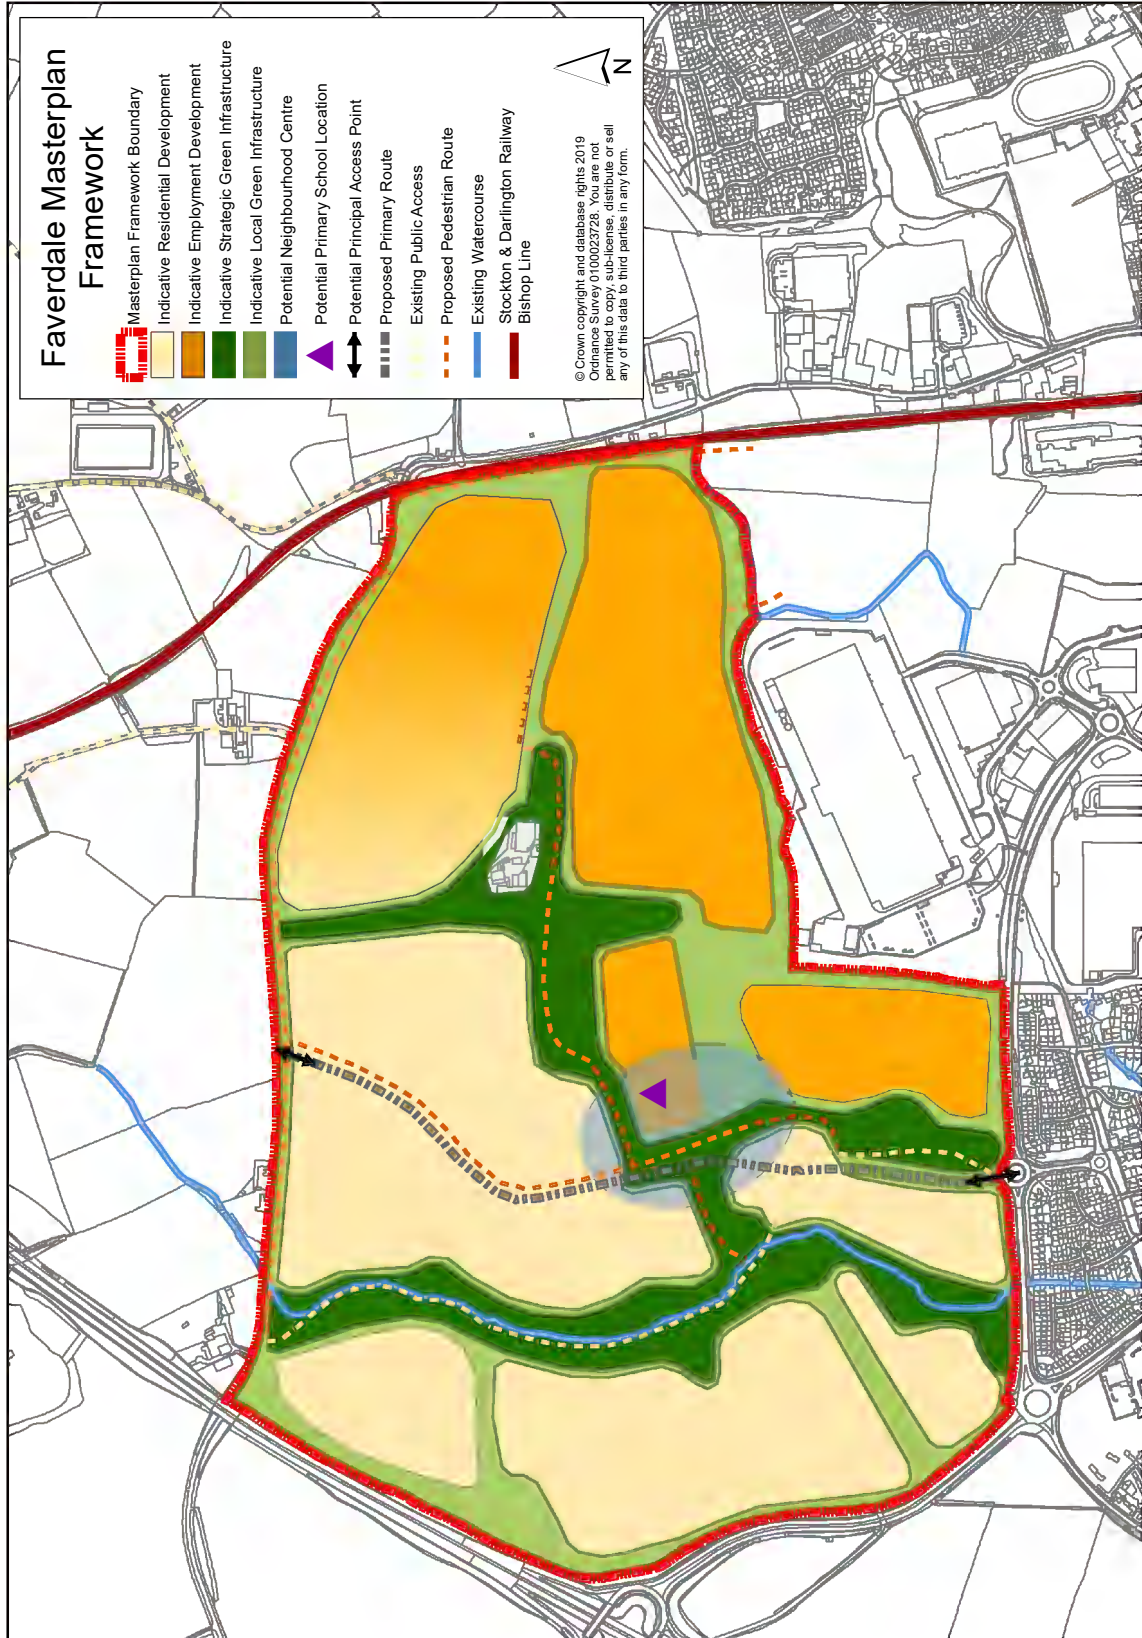 Faverdale Masterplan
Framework
Masterplan Framework Boundary
Indicative Residential Development
Indicative Employment Development
Indicative Strategic Green Infrastructure
Indicative Local Green Infrastructure
Potential Neighbourhood Centre
Potential Primary School Location
Potential Principal Access Point
Proposed Primary Route
Existing Public Access
Proposed Pedestrian Route
Existing Watercourse
Stockton & Darlington Railway
Bishop Line
© Crown copyright and database rights 2019
Ordnance Survey 0100023728. You are not
permitted to copy, sub-license, distribute or sell
any of this data to third parties in any form.
N